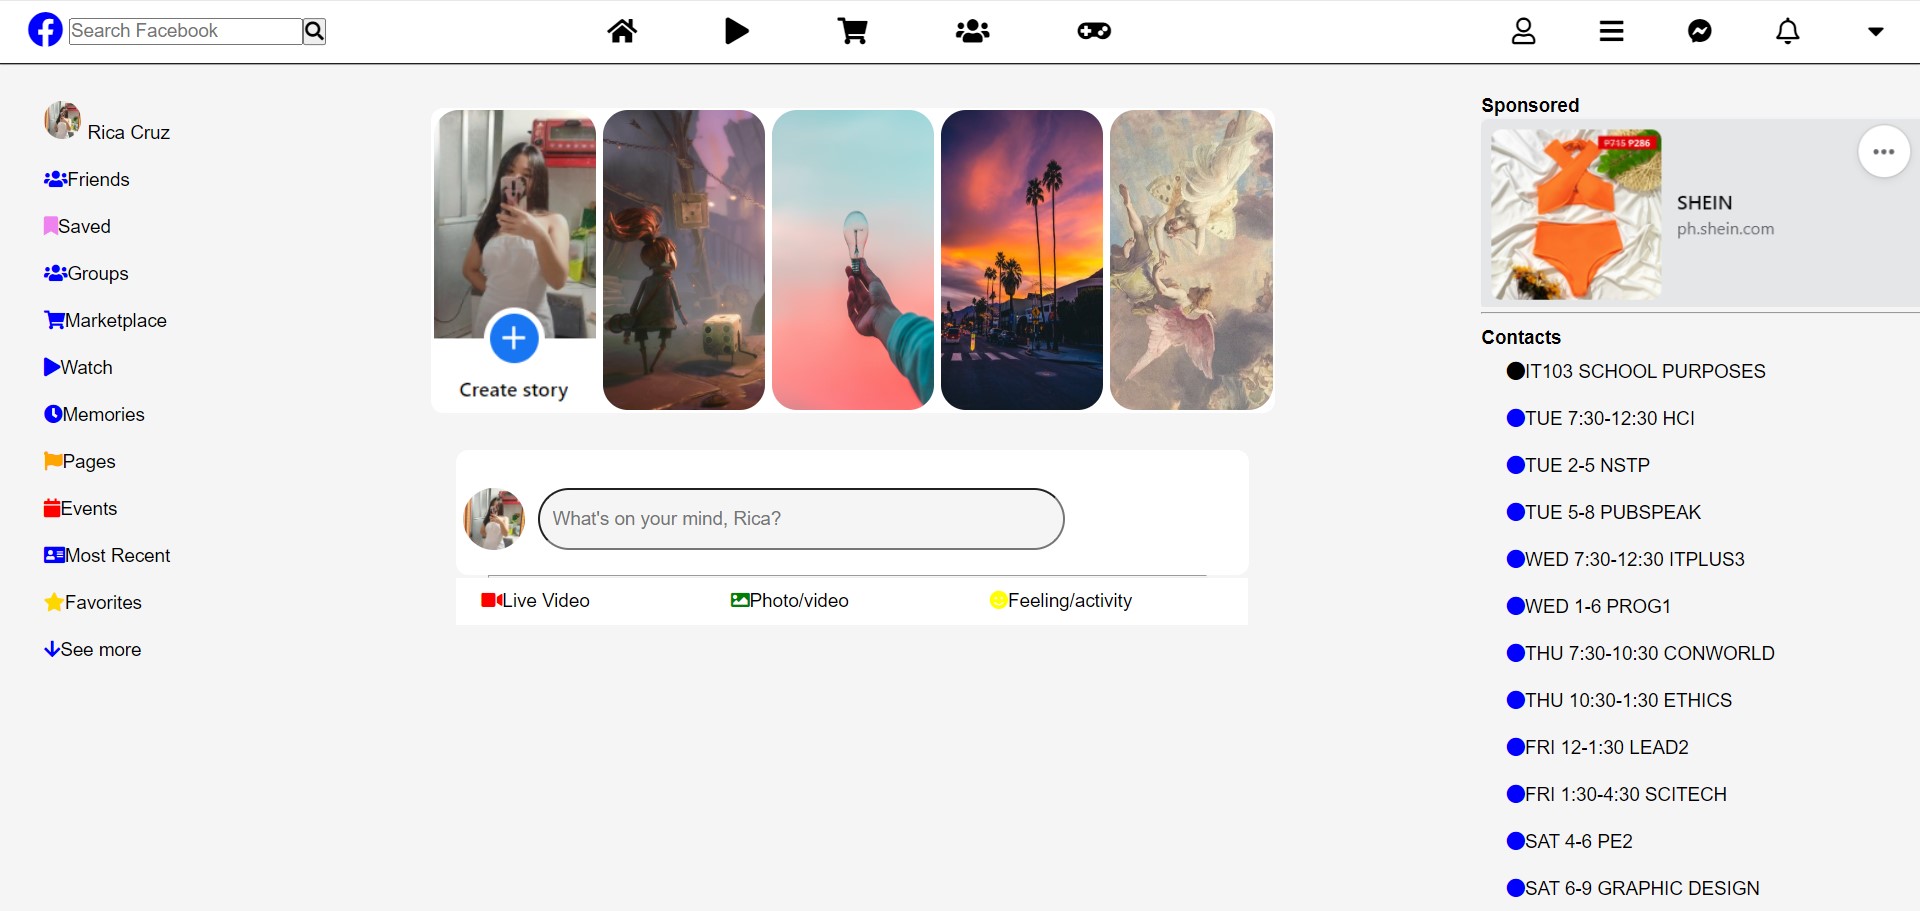 Search Facebook
Rica Cruz
Friends
Saved
Groups
Marketplace
Watch
Memories
Pages
Events
Most Recent
Favorites
See more
Create story
What's on your mind, Rica?
Live Video
Photo/video
Feeling/activity
Sponsored
P715 P286
SHEIN
ph.shein.com
Contacts
IT103 SCHOOL PURPOSES
TUE 7:30-12:30 HCI
TUE 2-5 NSTP
TUE 5-8 PUBSPEAK
WED 7:30-12:30 ITPLUS3
WED 1-6 PROG1
THU 7:30-10:30 CONWORLD
THU 10:30-1:30 ETHICS
FRI 12-1:30 LEAD2
FRI 1:30-4:30 SCITECH
SAT 4-6 PE2
SAT 6-9 GRAPHIC DESIGN